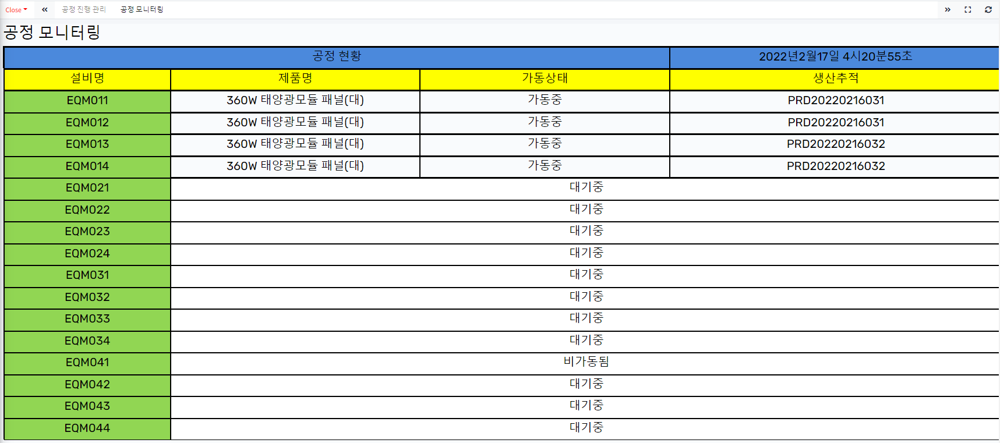 Close 공정 진행 관리 공정 모니터링
공정 모니터링
공정 현황 2022년2월17일 4시20분55초
설비명 제품명 가동상태 생산추적
EQM011 360W 태양광모듈 패널(대) 가동중 PRD20220216031
EQM012 360W 태양광모듈 패널(대) 가동중 PRD20220216031
EQM013 360W 태양광모듈 패널(대) 가동중 PRD20220216032
EQM014 360W 태양광모듈 패널(대) 가동중 PRD20220216032
EQM021 대기중
EQM022 대기중
EQM023 대기중
EQM024 대기중
EQM031 대기중
EQM032 대기중
EQM033 대기중
EQM034 대기중
EQM041 비가동됨
EQM042 대기중
EQM043 대기중
EQM044 대기중